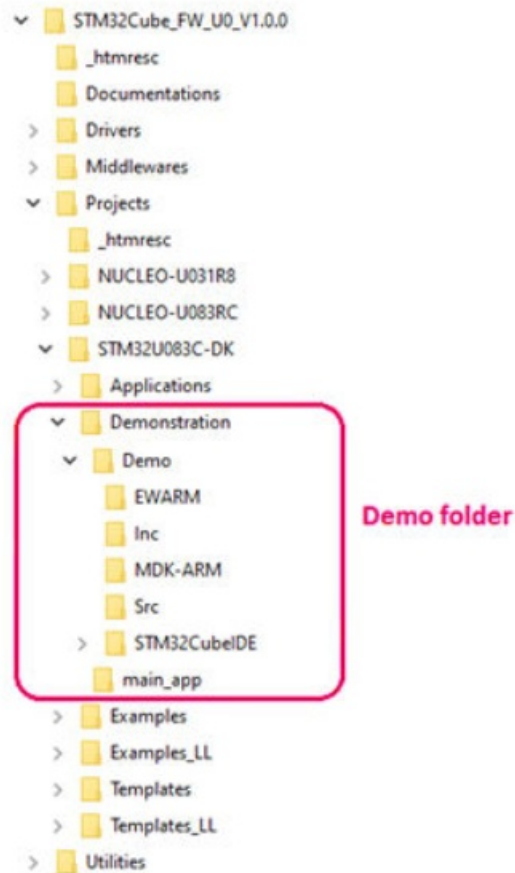 STM32Cube_FW_U0_V1.0.0
_htmresc
Documentations
Drivers
Middlewares
Projects
_htmresc
NUCLEO-U031R8
NUCLEO-U083RC
STM32U083C-DK
Applications
Demonstration
Demo
EWARM
Inc
MDK-ARM
Src
STM32CubeIDE
main_app
Demo folder
Examples
Examples_LL
Templates
Templates_LL
Utilities